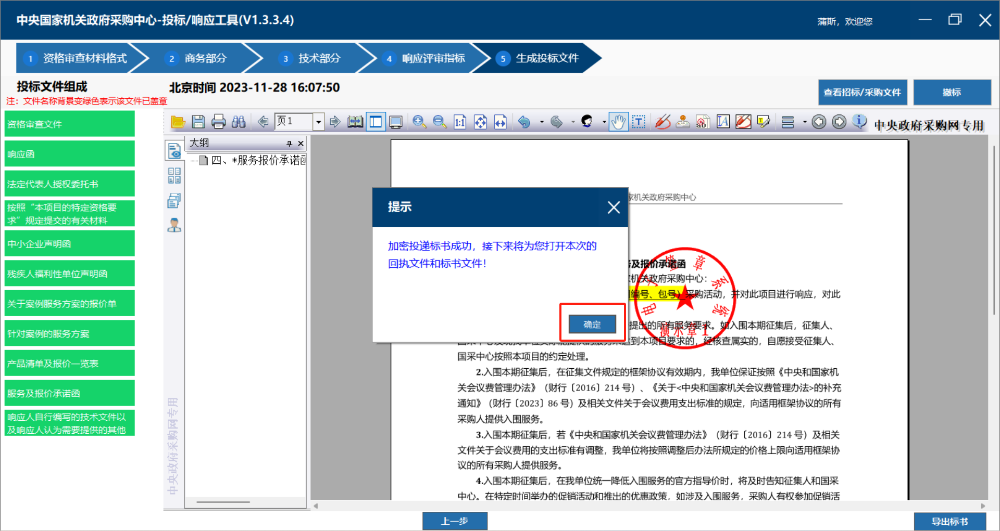 中央国家机关政府采购中心-投标/响应工具(V1.3.3.4)
蒲斯，欢迎您
1 资格审查材料格式
2 商务部分
3 技术部分
4 响应评审指标
5 生成投标文件
投标文件组成
注：文件名称背景变绿色表示该文件已盖章
北京时间 2023-11-28 16:07:50
查看招标/采购文件
撤标
资格审查文件
响应函
法定代表人授权委托书
按照“本项目的特定资格要
求”规定提交的有关材料
中小企业声明函
残疾人福利性单位声明函
关于案例服务方案的报价单
针对案例的服务方案
产品清单及报价一览表
服务及报价承诺函
响应人自行编写的技术文件以
及响应人认为需要提供的其他
页1
1:1
中央政府采购网专用
大纲
四、*服务报价承诺函
中央政府采购网专用
家机关政府采购中心
提示
加密投递标书成功，接下来将为您打开本次的
回执文件和标书文件！
确定
务及报价承诺函
家机关政府采购中心：
编号、包号）采购活动，并对此项目进行响应，对此
提出的所有服务要求。如入围本期征集后，征集人、
到本项目要求的，经核查属实的，自愿接受征集人、
国采中心按照本项目的约定处理。
2.入围本期征集后，在征集文件规定的框架协议有效期内，我单位保证按照《中央和国家机
关会议费管理办法》（财行〔2016〕214 号）、《关于<中央和国家机关会议费管理办法>的补充
通知》（财行〔2023〕86 号）及相关文件关于会议费用支出标准的规定，向适用框架协议的所有
采购人提供入围服务。
3.入围本期征集后，若《中央和国家机关会议费管理办法》（财行〔2016〕214 号）及相关
文件关于会议费用的支出标准有调整，我单位将按照调整后办法所规定的价格上限向适用框架协
议的所有采购人提供服务。
4.入围本期征集后，在我单位统一降低入围服务的官方指导价时，将及时告知征集人和国采
中心。在特定时间举办的促销活动和推出的优惠政策，如涉及入围服务，采购人有权参加促销活
电子签章系统
演示章1
上一步
导出标书